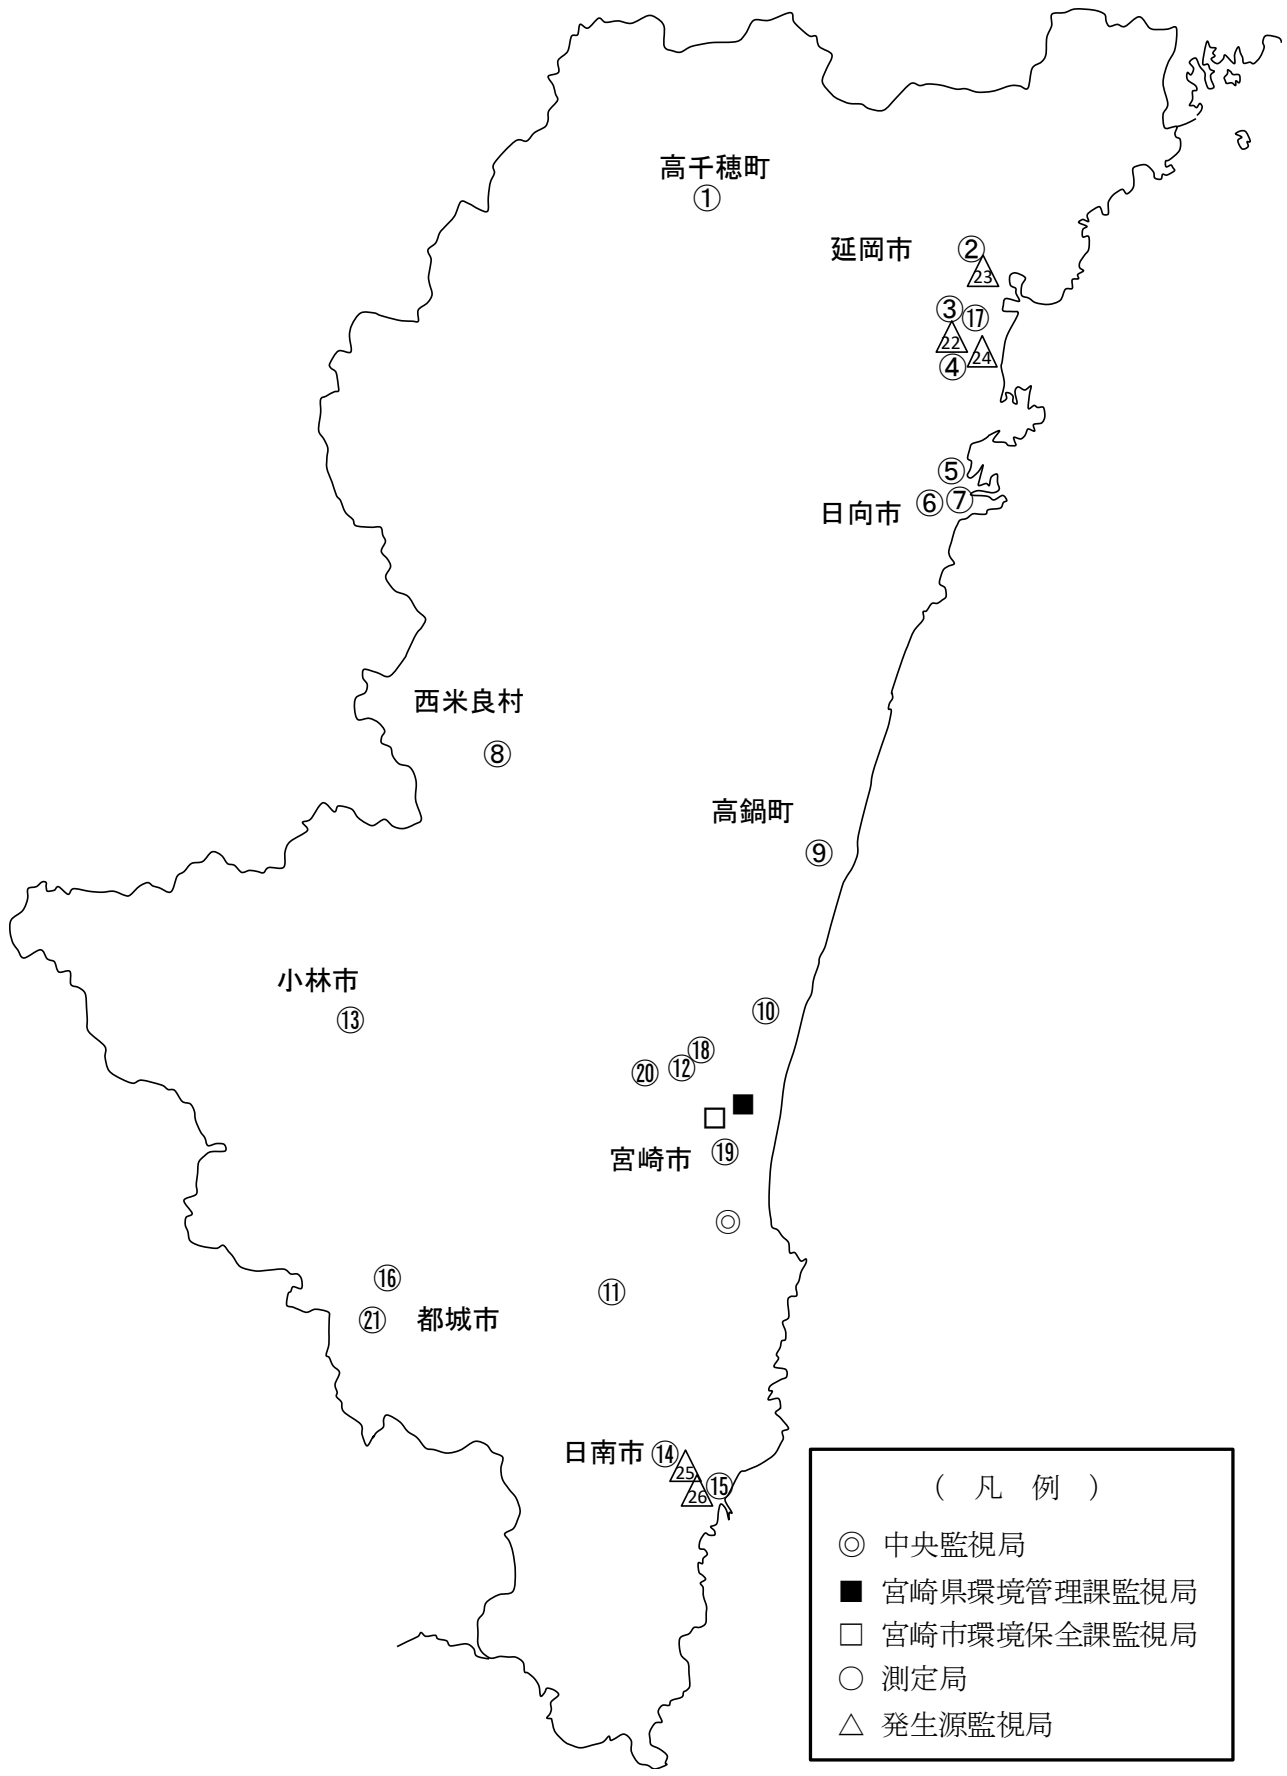 高千穂町
①
延岡市
②
23
③
⑰
22
24
④
⑤
日向市
⑥
⑦
西米良村
⑧
高鍋町
⑨
小林市
⑬
⑩
⑱
⑫
⑳
宮崎市
⑲
⑯
⑪
㉑
都城市
日南市
⑭
25
⑮
26
（ 凡 例 ）
◎ 中央監視局
■ 宮崎県環境管理課監視局
□ 宮崎市環境保全課監視局
○ 測定局
△ 発生源監視局